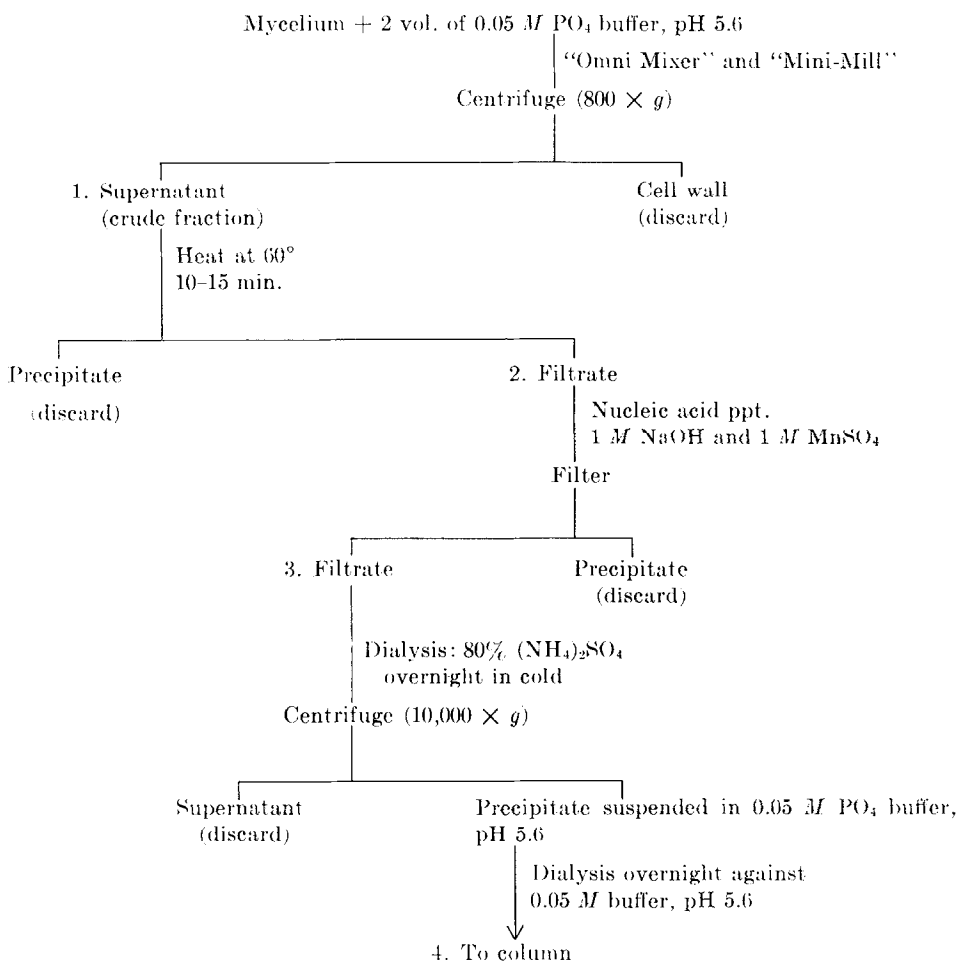 Mycelium + 2 vol. of 0.05 M PO₄ buffer, pH 5.6
"Omni Mixer" and "Mini-Mill"
Centrifuge (800 × g)
1. Supernatant
(crude fraction)
Cell wall
(discard)
Heat at 60°
10–15 min.
Precipitate
(discard)
2. Filtrate
Nucleic acid ppt.
1 M NaOH and 1 M MnSO₄
Filter
3. Filtrate
Precipitate
(discard)
Dialysis: 80% (NH₄)₂SO₄
overnight in cold
Centrifuge (10,000 × g)
Supernatant
(discard)
Precipitate suspended in 0.05 M PO₄ buffer,
pH 5.6
Dialysis overnight against
0.05 M buffer, pH 5.6
4. To column